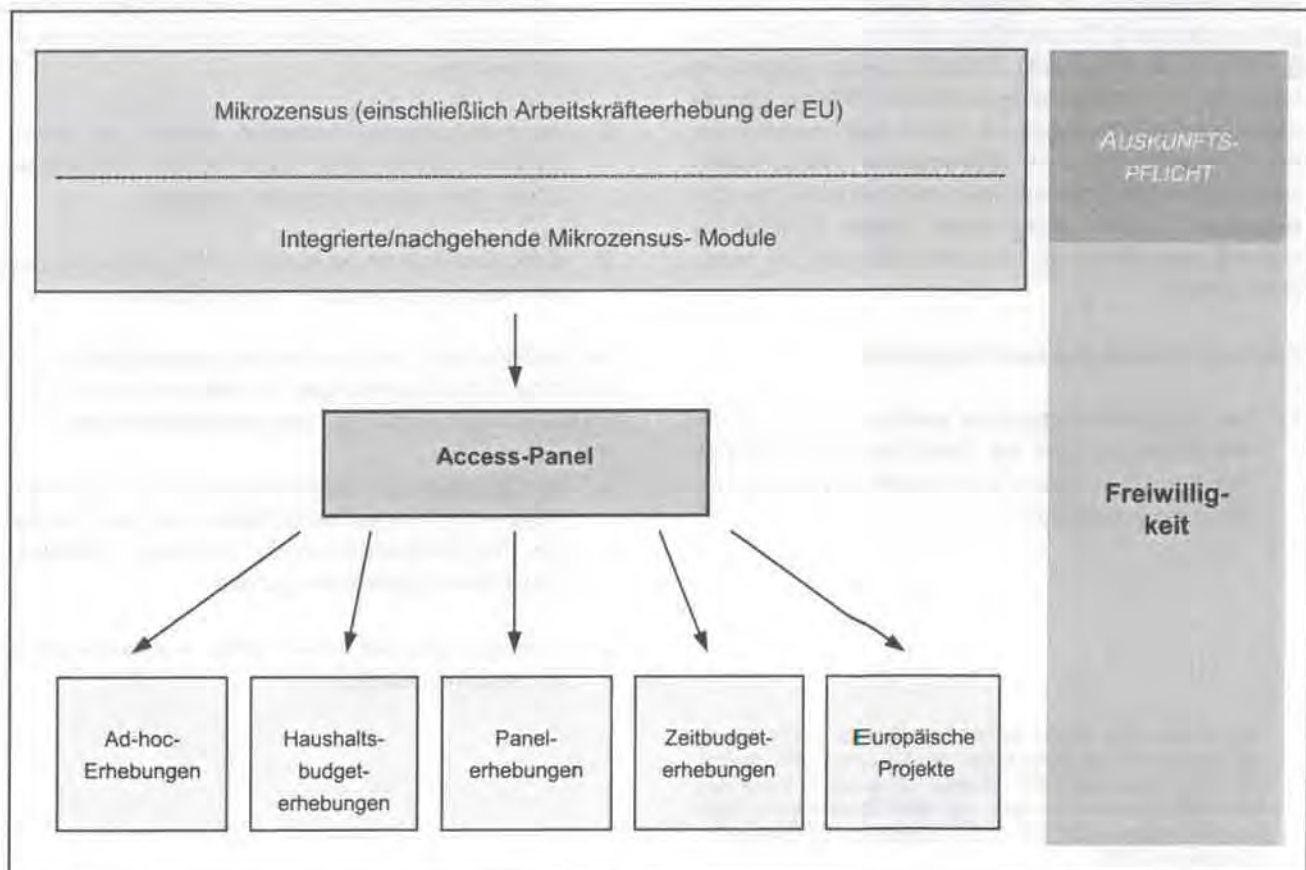 Mikrozensus (einschließlich Arbeitskräfteerhebung der EU)
Integrierte/nachgehende Mikrozensus- Module
AUSKUNFTS-
PFLICHT
Access-Panel
Freiwillig-
keit
Ad-hoc-
Erhebungen
Haushalts-
budget-
erhebungen
Panel-
erhebungen
Zeitbudget-
erhebungen
Europäische
Projekte